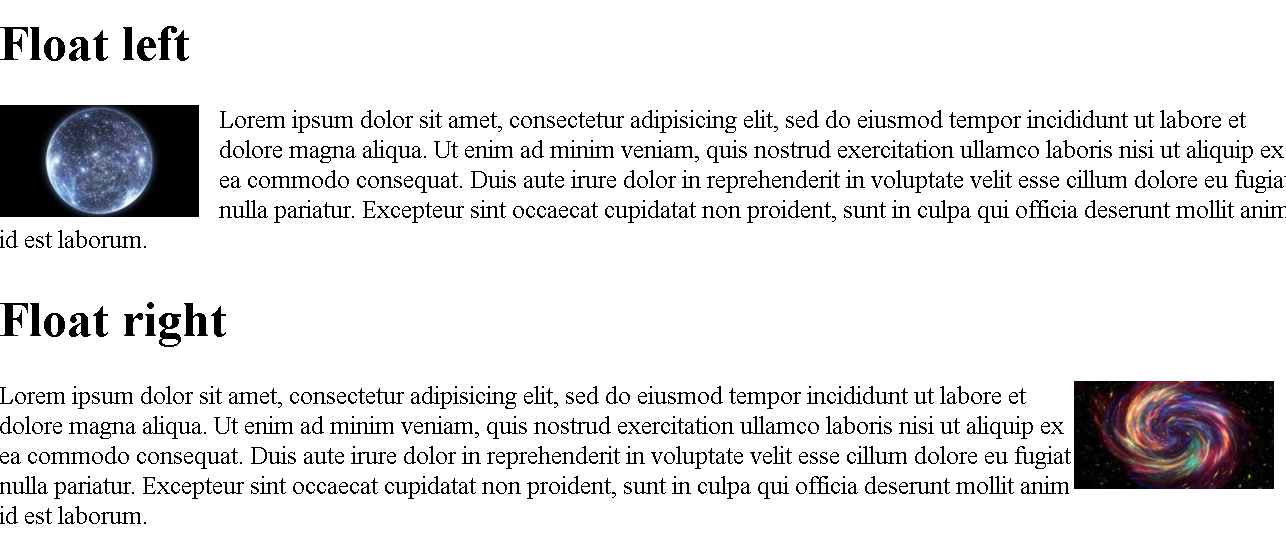 Float left
Lorem ipsum dolor sit amet, consectetur adipisicing elit, sed do eiusmod tempor incididunt ut labore et
dolore magna aliqua. Ut enim ad minim veniam, quis nostrud exercitation ullamco laboris nisi ut aliquip ex
ea commodo consequat. Duis aute irure dolor in reprehenderit in voluptate velit esse cillum dolore eu fugiat
nulla pariatur. Excepteur sint occaecat cupidatat non proident, sunt in culpa qui officia deserunt mollit anim
id est laborum.
Float right
Lorem ipsum dolor sit amet, consectetur adipisicing elit, sed do eiusmod tempor incididunt ut labore et
dolore magna aliqua. Ut enim ad minim veniam, quis nostrud exercitation ullamco laboris nisi ut aliquip ex
ea commodo consequat. Duis aute irure dolor in reprehenderit in voluptate velit esse cillum dolore eu fugiat
nulla pariatur. Excepteur sint occaecat cupidatat non proident, sunt in culpa qui officia deserunt mollit anim
id est laborum.